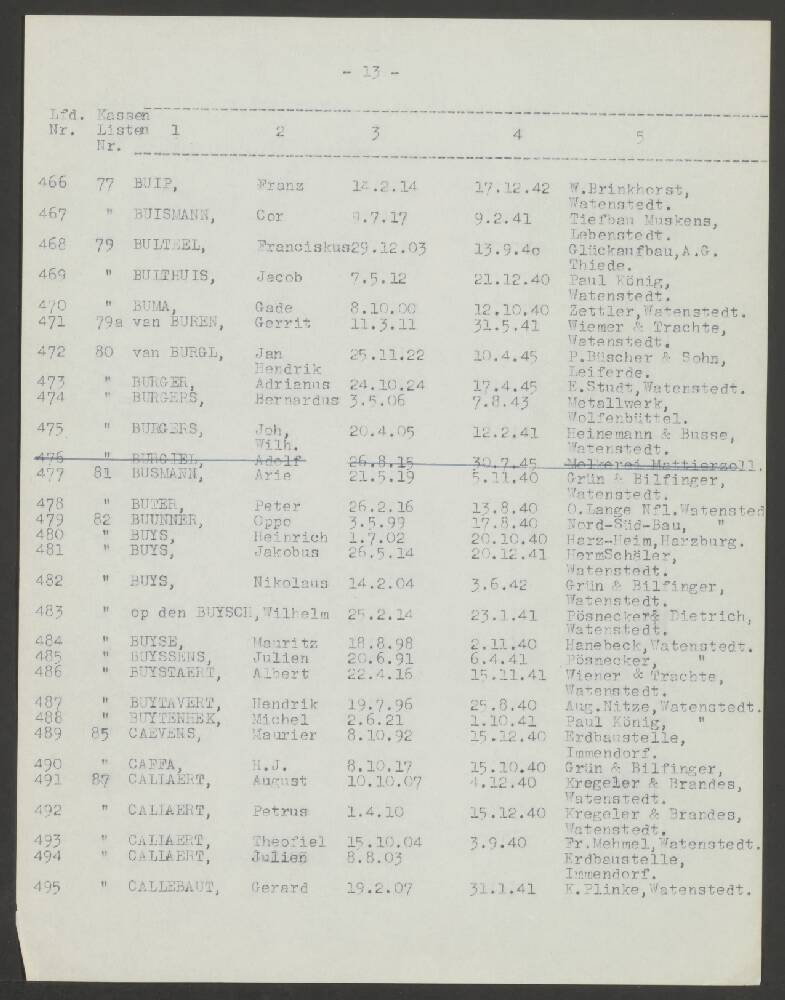 - 13 -
Lfd. Kassen
Nr. Listen 1 2 3 4 5
Nr.
466 77 BUIP, Franz 14.2.14 17.12.42 W.Brinkhorst,
Watenstedt.
467 " BUISMANN, Cor .7.17 9.2.41 Tiefbau Muskens,
Lebenstedt.
468 79 BULTEEL, Franciskus29.12.03 13.9.4o Glückaufbau,A.G.
Thiede.
469 " BULTHUIS, Jacob 7.5.12 21.12.40 Paul König,
Watenstedt.
470 " BUMA, Gade 8.10.00 12.10.40 Zettler,Watenstedt.
471 79a van BUREN, Gerrit 11.3.11 31.5.41 Wiemer & Trachte,
Watenstedt.
472 80 van BURGL, Jan 25.11.22 10.4.45 P.Büscher & Sohn,
Hendrik Leiferde.
473 " BURGER, Adrianus 24.10.24 17.4.45 E.Studt,Watenstedt.
474 " BURGERS, Bernardus 3.5.06 7.8.43 Metallwerk,
Wolfenbüttel.
475 " BURGERS, Joh, 20.4.05 12.2.41 Heinemann & Busse,
Wilh. Watenstedt.
476 " BURGIEL, Adolf 26.8.15 30.7.45 Molkerei Mattierzoll.
477 81 BUSMANN, Arie 21.5.19 5.11.40 Grün & Bilfinger,
Watenstedt.
478 " BUTER, Peter 26.2.16 13.8.40 O.Lange Nfl.Watensted
479 82 BUUNNER, Oppo 3.5.99 17.8.40 Nord-Süd-Bau, "
480 " BUYS, Heinrich 1.7.02 20.10.40 Harz-Heim,Harzburg.
481 " BUYS, Jakobus 26.5.14 20.12.41 HermSchäler,
Watenstedt.
482 " BUYS, Nikolaus 14.2.04 3.6.42 Grün & Bilfinger,
Watenstedt.
483 " op den BUYSCH,Wilhelm 25.2.14 23.1.41 Pösnecker& Dietrich,
Watenstedt.
484 " BUYSE, Mauritz 18.8.98 2.11.40 Hanebeck,Watenstedt.
485 " BUYSSENS, Julien 20.6.91 6.4.41 Pösnecker, "
486 " BUYSTAERT, Albert 22.4.16 15.11.41 Wiener & Trachte,
Watenstedt.
487 " BUYTAVERT, Hendrik 19.7.96 25.8.40 Aug.Nitze,Watenstedt.
488 " BUYTENHEK, Michel 2.6.21 1.10.41 Paul König, "
489 85 CAEVENS, Maurier 8.10.92 15.12.40 Erdbaustelle,
Immendorf.
490 " CAFFA, H.J. 8.10.17 15.10.40 Grün & Bilfinger,
491 87 CALLAERT, August 10.10.07 4.12.40 Kregeler & Brandes,
Watenstedt.
492 " CALLAERT, Petrus 1.4.10 15.12.40 Kregeler & Brandes,
Watenstedt.
493 " CALLAERT, Theofiel 15.10.04 3.9.40 Fr.Mehmel,Watenstedt.
494 " CALLAERT, Julien 8.8.03 Erdbaustelle,
Immendorf.
495 " CALLEBAUT, Gerard 19.2.07 31.1.41 K.Plinke,Watenstedt.